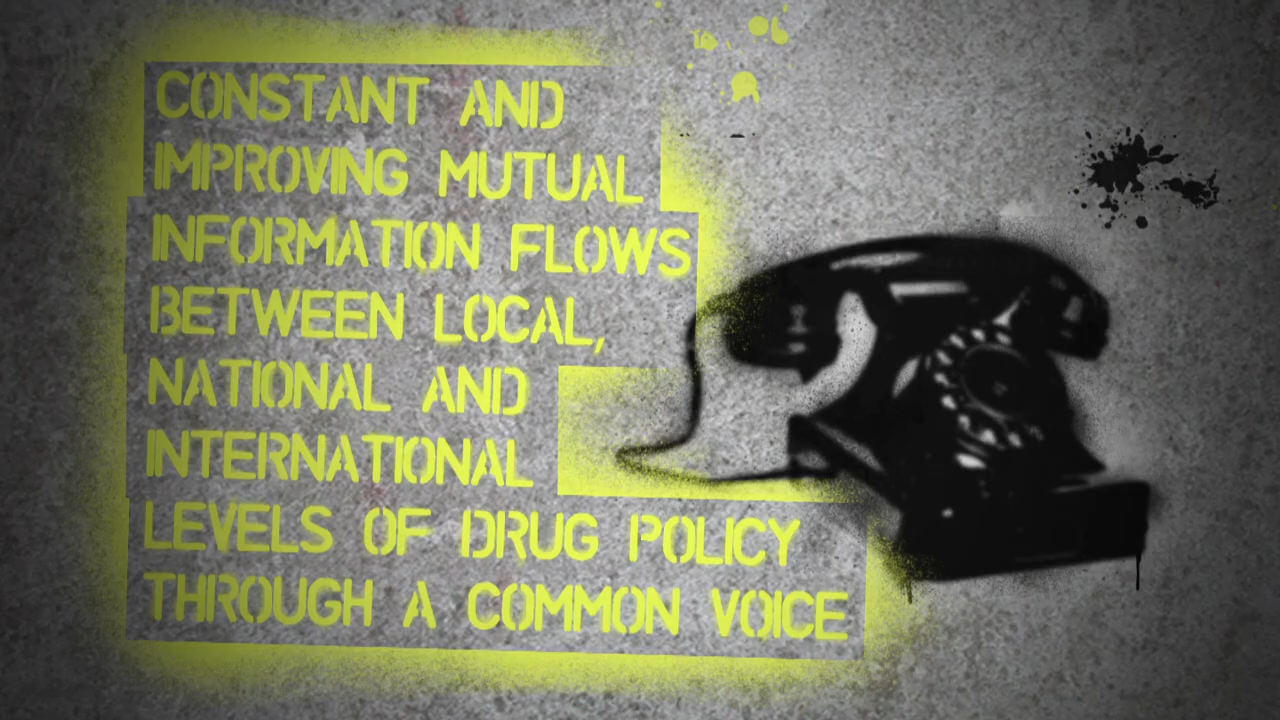 CONSTANT AND
IMPROVING MUTUAL
INFORMATION FLOWS
BETWEEN LOCAL,
NATIONAL AND
INTERNATIONAL
LEVELS OF DRUG POLICY
THROUGH A COMMON VOICE